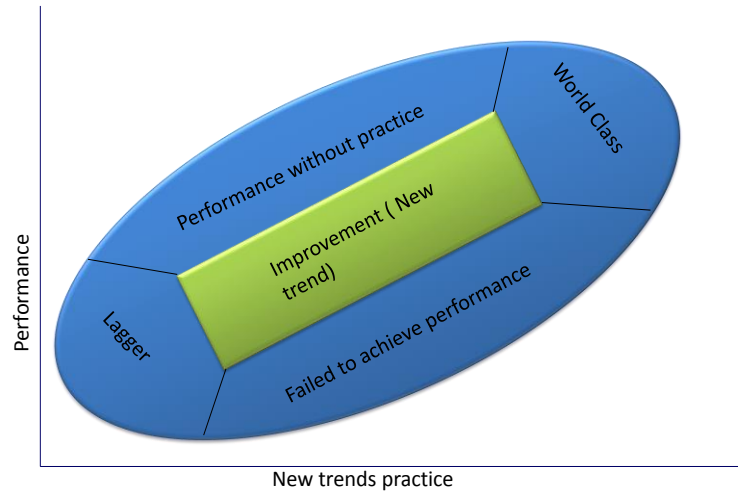 World Class
Performance without practice
Improvement ( New
trend)
Performance
Lagger
Failed to achieve performance
New trends practice